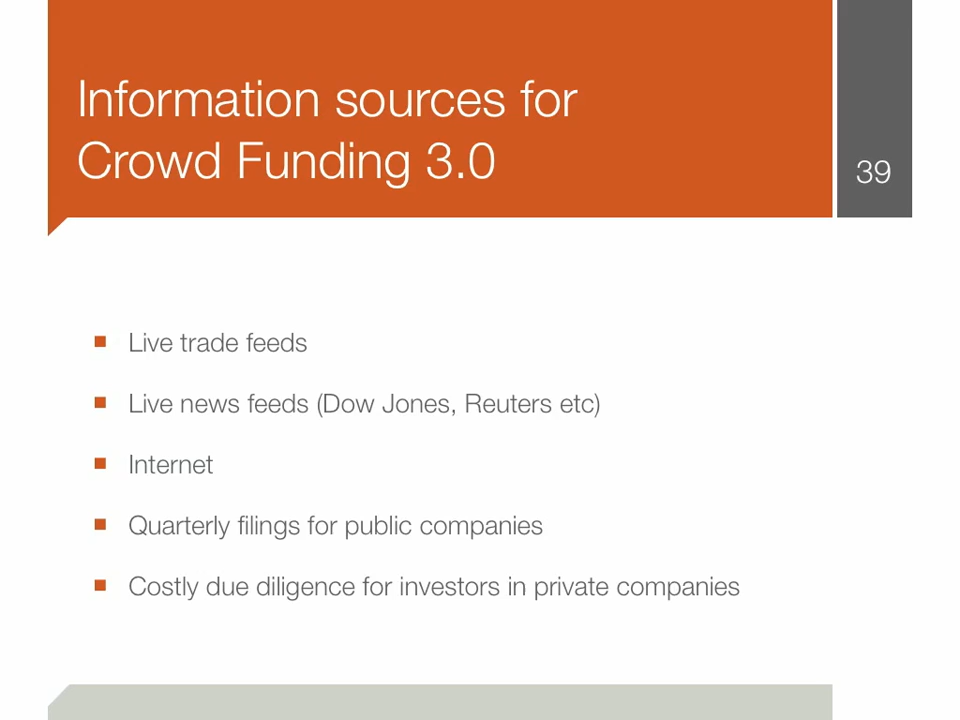 Information sources for
Crowd Funding 3.0
39
Live trade feeds
Live news feeds (Dow Jones, Reuters etc)
Internet
Quarterly filings for public companies
Costly due diligence for investors in private companies